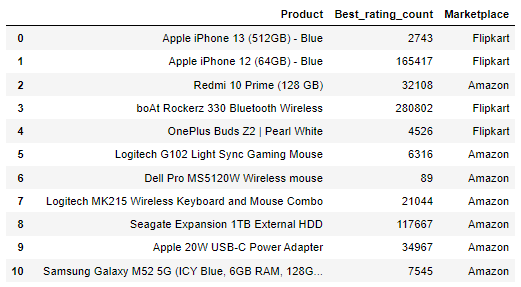 Product Best_rating_count Marketplace
0 Apple iPhone 13 (512GB) - Blue 2743 Flipkart
1 Apple iPhone 12 (64GB) - Blue 165417 Flipkart
2 Redmi 10 Prime (128 GB) 32108 Amazon
3 boAt Rockerz 330 Bluetooth Wireless 280802 Flipkart
4 OnePlus Buds Z2 | Pearl White 4526 Flipkart
5 Logitech G102 Light Sync Gaming Mouse 6316 Amazon
6 Dell Pro MS5120W Wireless mouse 89 Amazon
7 Logitech MK215 Wireless Keyboard and Mouse Combo 21044 Amazon
8 Seagate Expansion 1TB External HDD 117667 Amazon
9 Apple 20W USB-C Power Adapter 34967 Amazon
10 Samsung Galaxy M52 5G (ICY Blue, 6GB RAM, 128G... 7545 Amazon